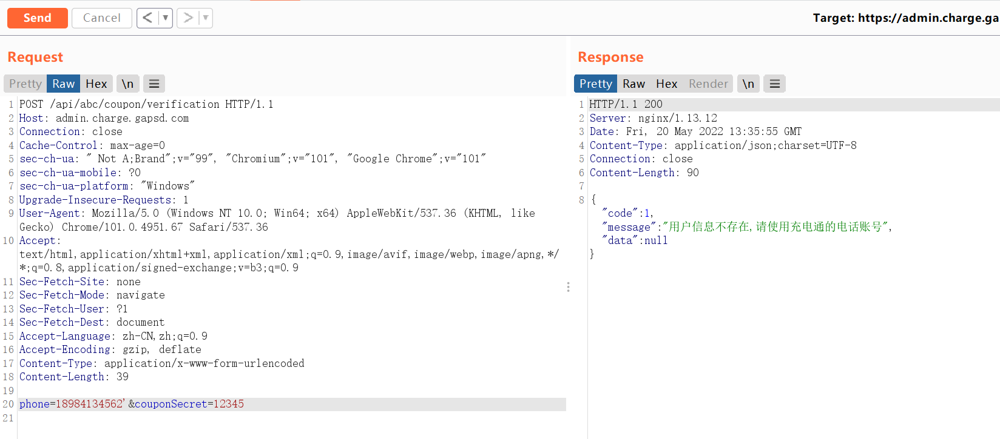 Send Cancel < ▼ > ▼ Target: https://admin.charge.ga
Request
Pretty Raw Hex \n ☰
1 POST /api/abc/coupon/verification HTTP/1.1
2 Host: admin.charge.gapsd.com
3 Connection: close
4 Cache-Control: max-age=0
5 sec-ch-ua: " Not A;Brand";v="99", "Chromium";v="101", "Google Chrome";v="101"
6 sec-ch-ua-mobile: ?0
7 sec-ch-ua-platform: "Windows"
8 Upgrade-Insecure-Requests: 1
9 User-Agent: Mozilla/5.0 (Windows NT 10.0; Win64; x64) AppleWebKit/537.36 (KHTML, like
Gecko) Chrome/101.0.4951.67 Safari/537.36
10 Accept:
text/html,application/xhtml+xml,application/xml;q=0.9,image/avif,image/webp,image/apng,*/
*;q=0.8,application/signed-exchange;v=b3;q=0.9
11 Sec-Fetch-Site: none
12 Sec-Fetch-Mode: navigate
13 Sec-Fetch-User: ?1
14 Sec-Fetch-Dest: document
15 Accept-Language: zh-CN,zh;q=0.9
16 Accept-Encoding: gzip, deflate
17 Content-Type: application/x-www-form-urlencoded
18 Content-Length: 39
19
20 phone=18984134562'&couponSecret=12345
21
Response
Pretty Raw Hex Render \n ☰
1 HTTP/1.1 200
2 Server: nginx/1.13.12
3 Date: Fri, 20 May 2022 13:35:55 GMT
4 Content-Type: application/json;charset=UTF-8
5 Connection: close
6 Content-Length: 90
7
8 {
"code":1,
"message":"用户信息不存在,请使用充电通的电话账号",
"data":null
}